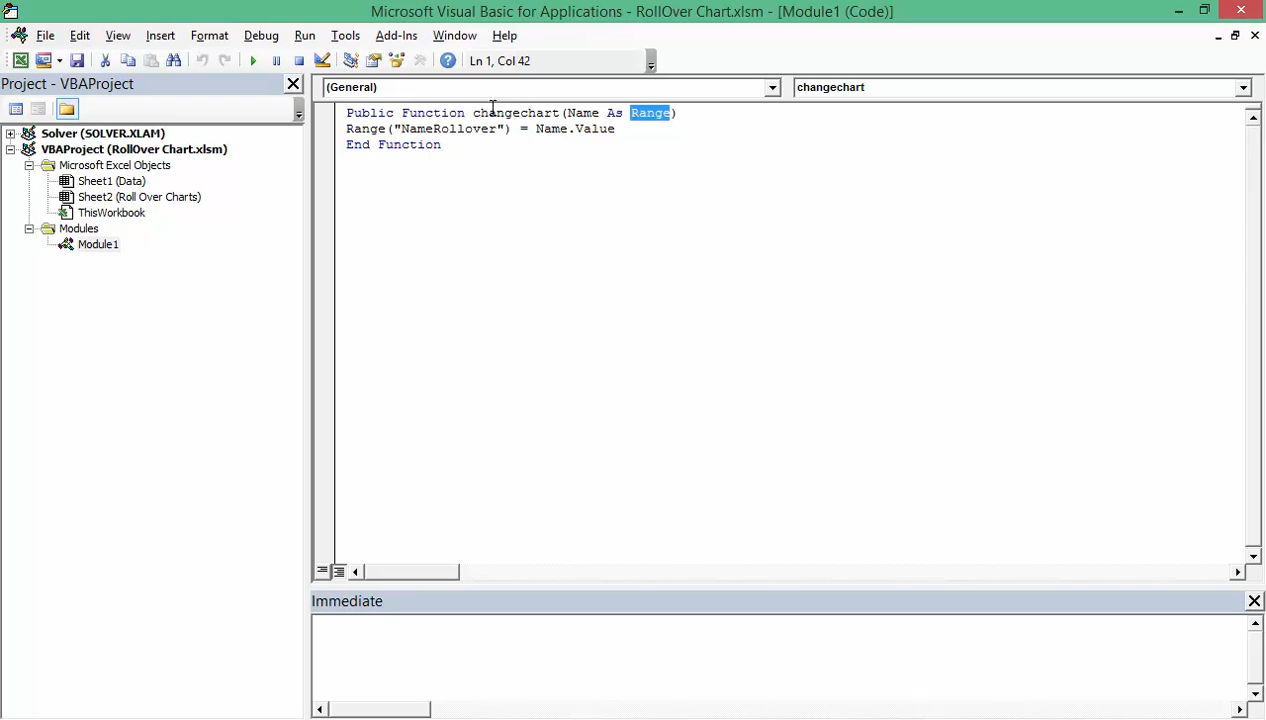 Microsoft Visual Basic for Applications - RollOver Chart.xlsm - [Module1 (Code)]
File Edit View Insert Format Debug Run Tools Add-Ins Window Help
Ln 1, Col 42
Project - VBAProject
(General) changechart
Solver (SOLVER.XLAM)
VBAProject (RollOver Chart.xlsm)
Microsoft Excel Objects
Sheet1 (Data)
Sheet2 (Roll Over Charts)
ThisWorkbook
Modules
Module1
Public Function changechart(Name As Range)
Range("NameRollover") = Name.Value
End Function
Immediate